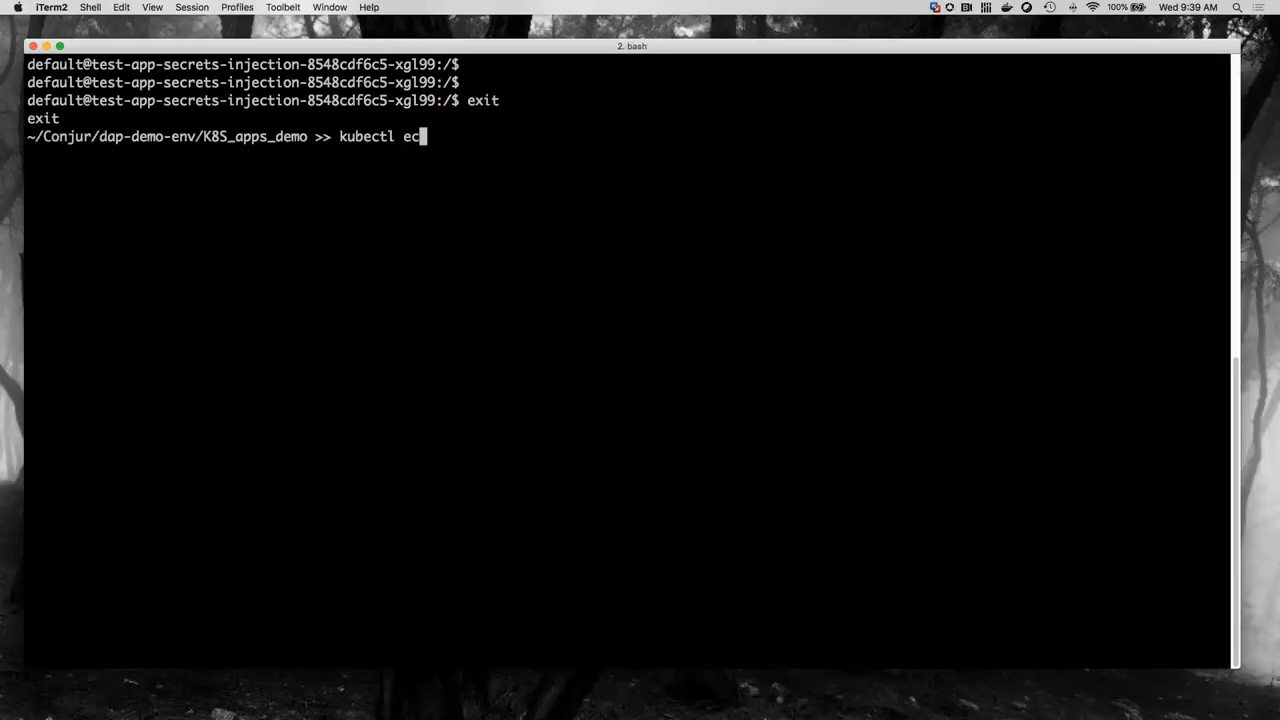 iTerm2 Shell Edit View Session Profiles Toolbelt Window Help 100% Wed 9:39 AM
2. bash
default@test-app-secrets-injection-8548cdf6c5-xgl99:/$
default@test-app-secrets-injection-8548cdf6c5-xgl99:/$
default@test-app-secrets-injection-8548cdf6c5-xgl99:/$ exit
exit
~/Conjur/dap-demo-env/K8S_apps_demo >> kubectl ec